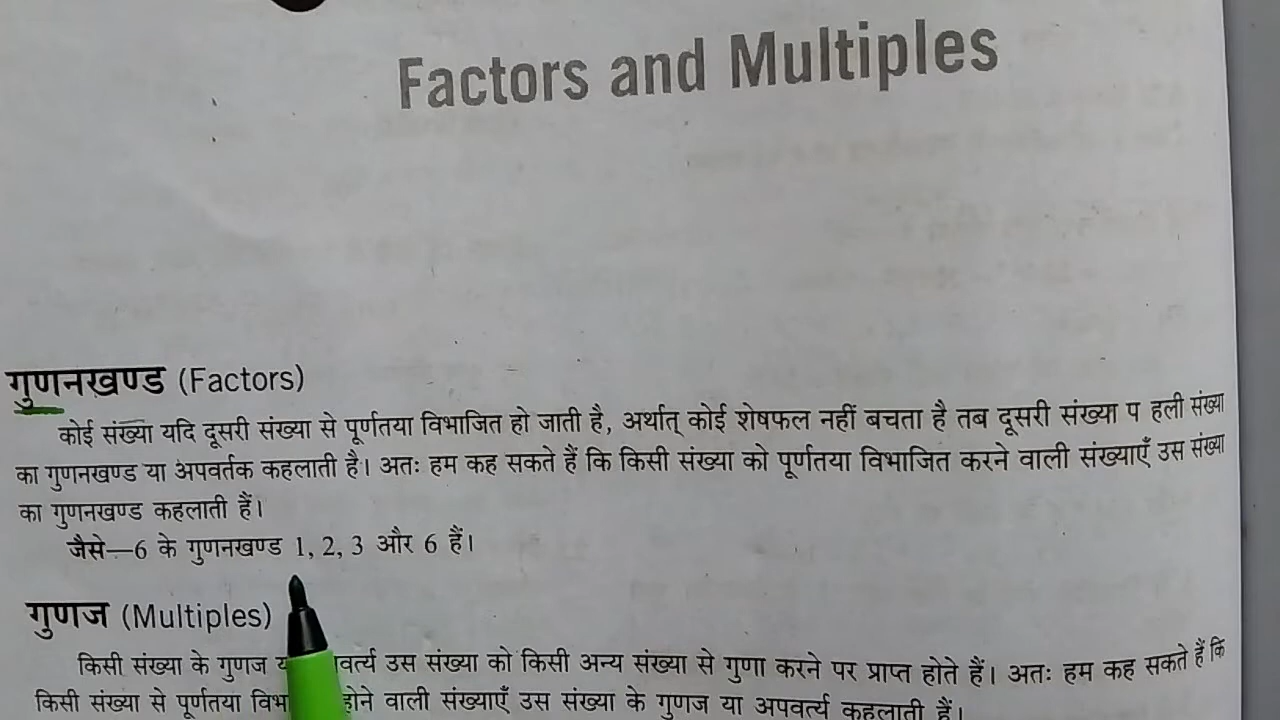 Factors and Multiples
गुणनखण्ड (Factors)
कोई संख्या यदि दूसरी संख्या से पूर्णतया विभाजित हो जाती है, अर्थात् कोई शेषफल नहीं बचता है तब दूसरी संख्या प हली संख्या
का गुणनखण्ड या अपवर्तक कहलाती है। अतः हम कह सकते हैं कि किसी संख्या को पूर्णतया विभाजित करने वाली संख्याएँ उस संख्या
का गुणनखण्ड कहलाती हैं।
जैसे—6 के गुणनखण्ड 1, 2, 3 और 6 हैं।
गुणज (Multiples)
किसी संख्या के गुणज उस संख्या को किसी अन्य संख्या से गुणा करने पर प्राप्त होते हैं। अतः हम कह सकते हैं कि
किसी संख्या से पूर्णतया होने वाली संख्याएँ उस संख्या के गुणज या अपवर्त्य कहलाती हैं।